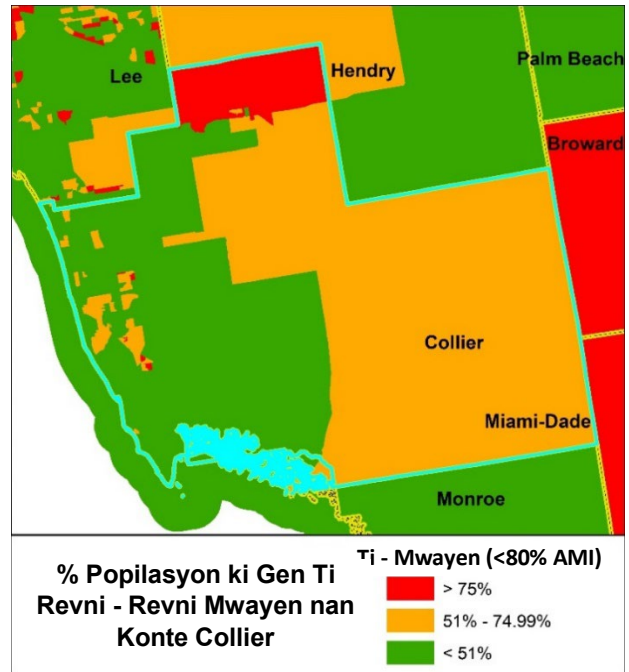 Lee
Hendry
Palm Beach
Broward
Collier
Miami-Dade
Monroe
% Popilasyon ki Gen Ti
Revni - Revni Mwayen nan
Konte Collier
Ti - Mwayen (<80% AMI)
> 75%
51% - 74.99%
< 51%